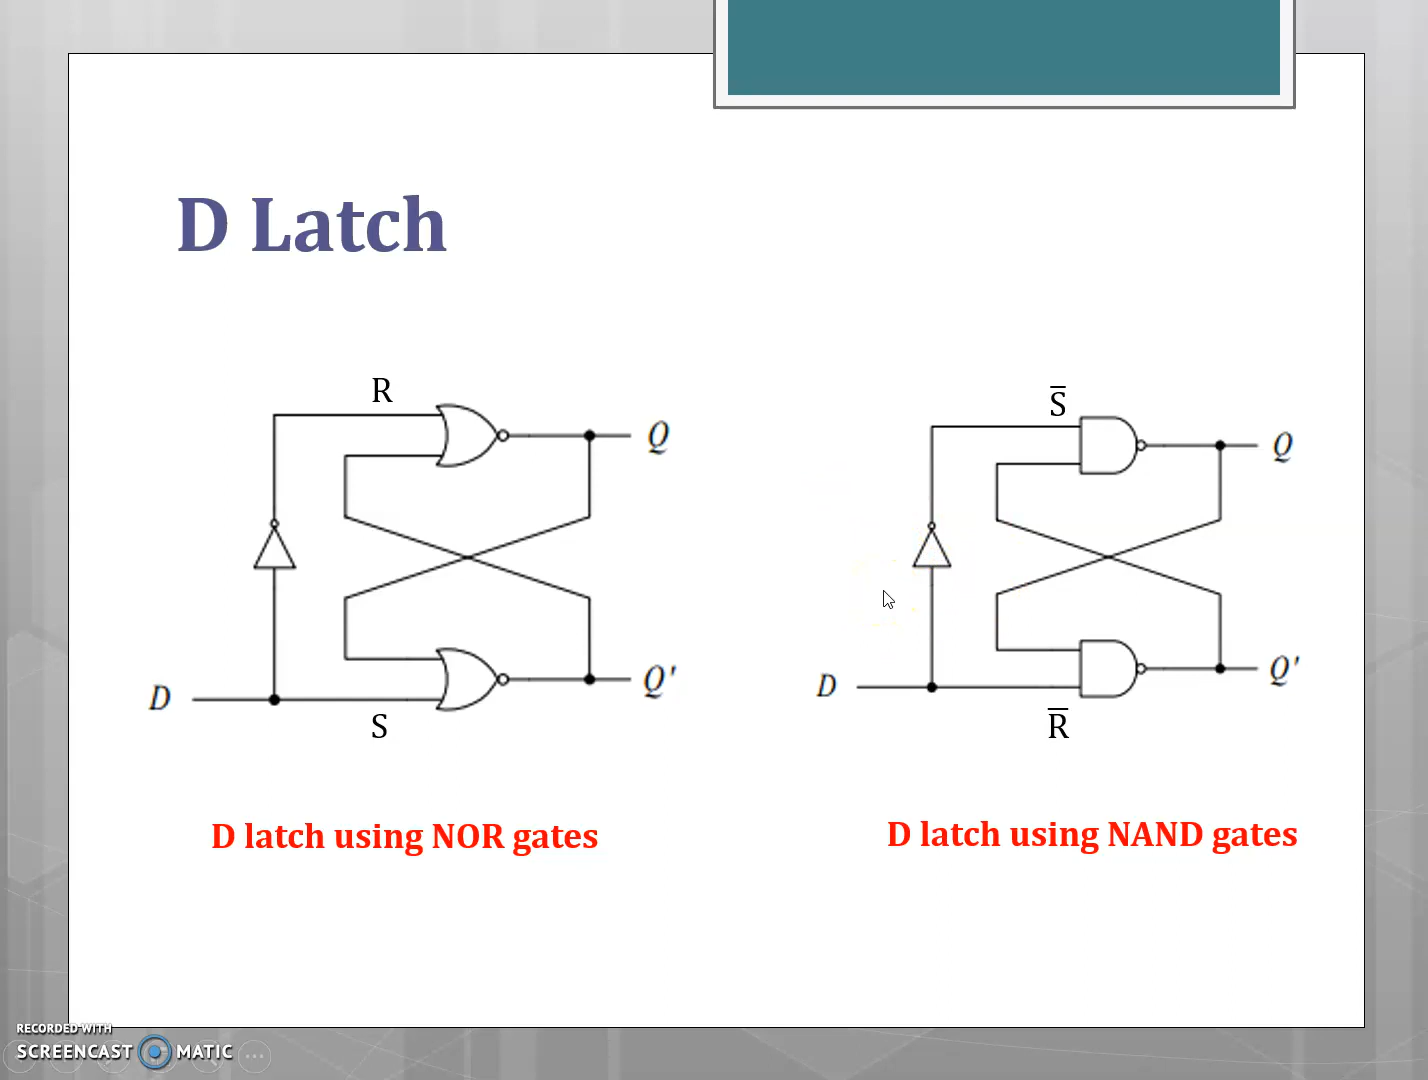 D Latch
R
Q
D
S
Q'
D latch using NOR gates
S̅
Q
D
R̅
Q'
D latch using NAND gates
RECORDED WITH
SCREENCAST MATIC